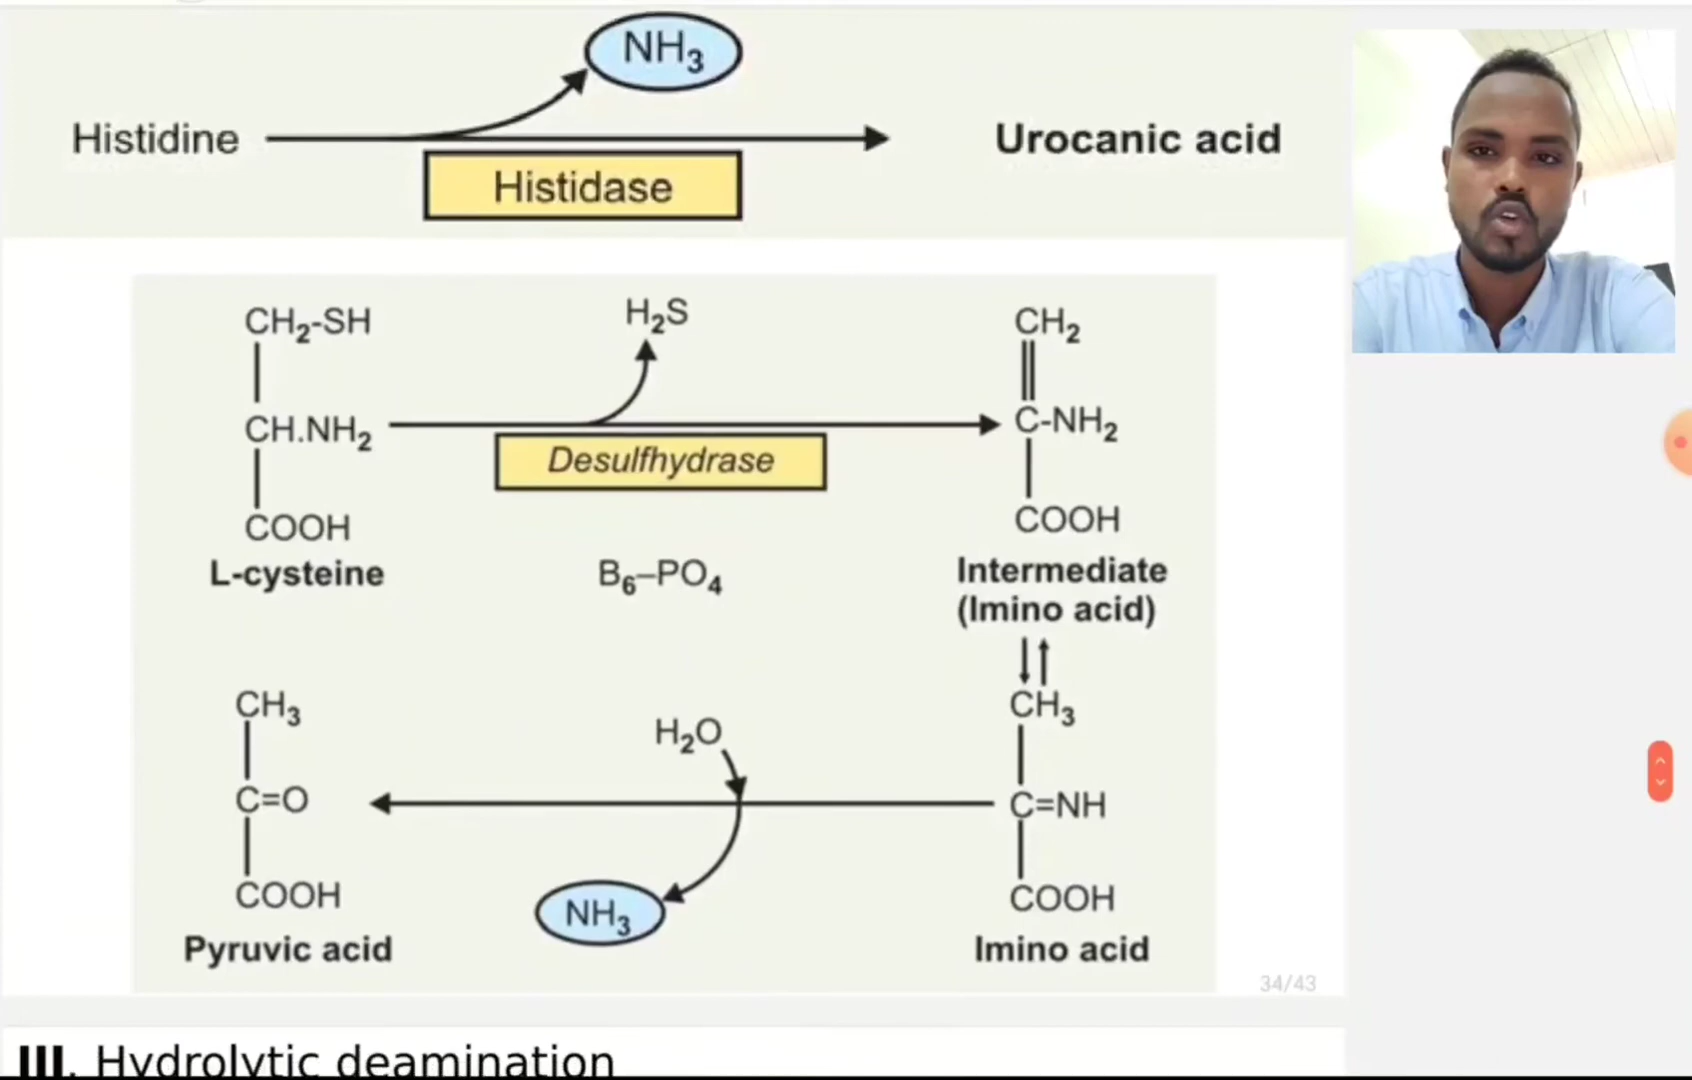 NH₃
Histidine
Urocanic acid
Histidase
CH₂-SH
H₂S
CH₂
CH.NH₂
C-NH₂
Desulfhydrase
COOH
COOH
L-cysteine
B₆–PO₄
Intermediate
(Imino acid)
CH₃
CH₃
H₂O
C=O
C=NH
COOH
NH₃
COOH
Pyruvic acid
Imino acid
34/43
III. Hydrolytic deamination